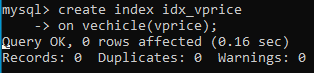 mysql> create index idx_vprice
    -> on vechicle(vprice);
Query OK, 0 rows affected (0.16 sec)
Records: 0  Duplicates: 0  Warnings: 0